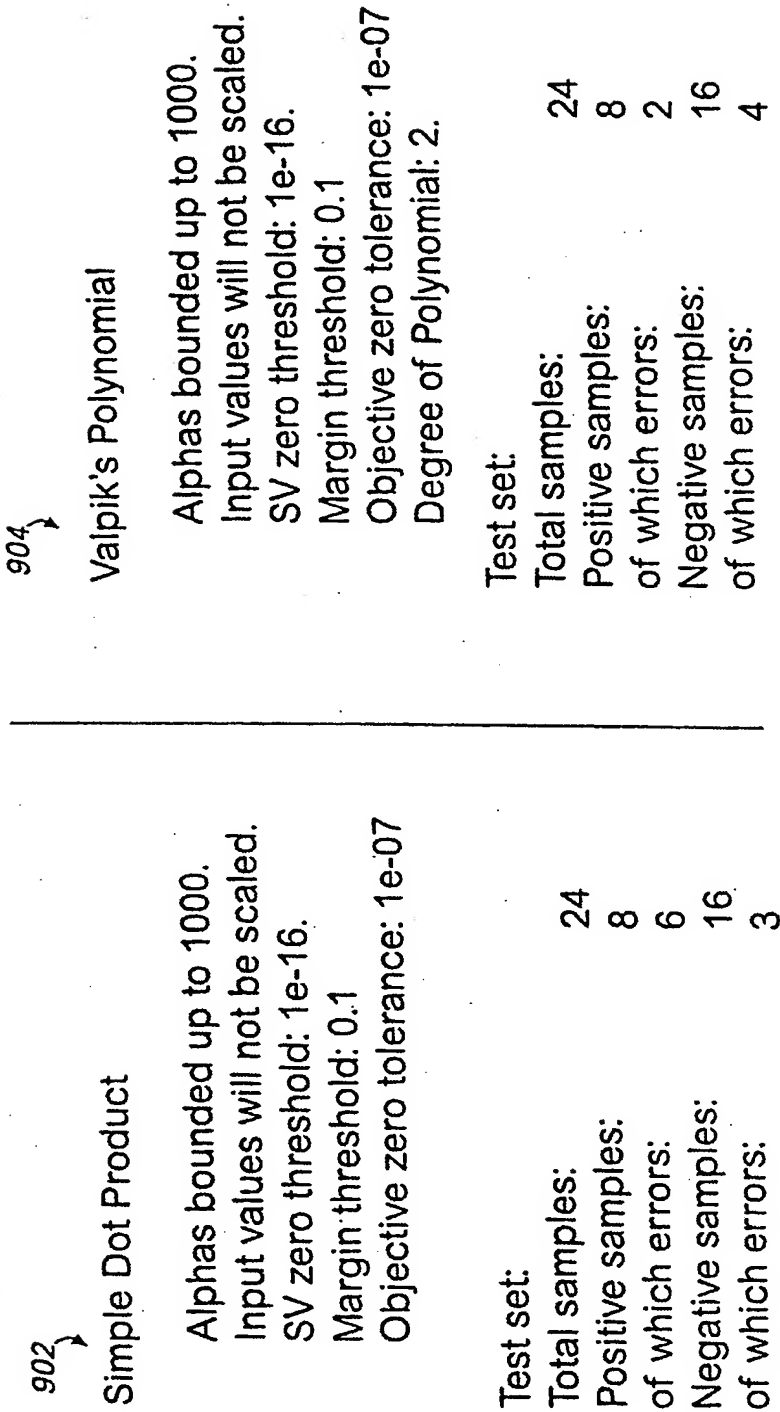 902
Simple Dot Product
Alphas bounded up to 1000.
Input values will not be scaled.
SV zero threshold: 1e-16.
Margin threshold: 0.1
Objective zero tolerance: 1e-07
Test set:
Total samples: 24
Positive samples: 8
of which errors: 6
Negative samples: 16
of which errors: 3
904
Valpik's Polynomial
Alphas bounded up to 1000.
Input values will not be scaled.
SV zero threshold: 1e-16.
Margin threshold: 0.1
Objective zero tolerance: 1e-07
Degree of Polynomial: 2.
Test set:
Total samples: 24
Positive samples: 8
of which errors: 2
Negative samples: 16
of which errors: 4